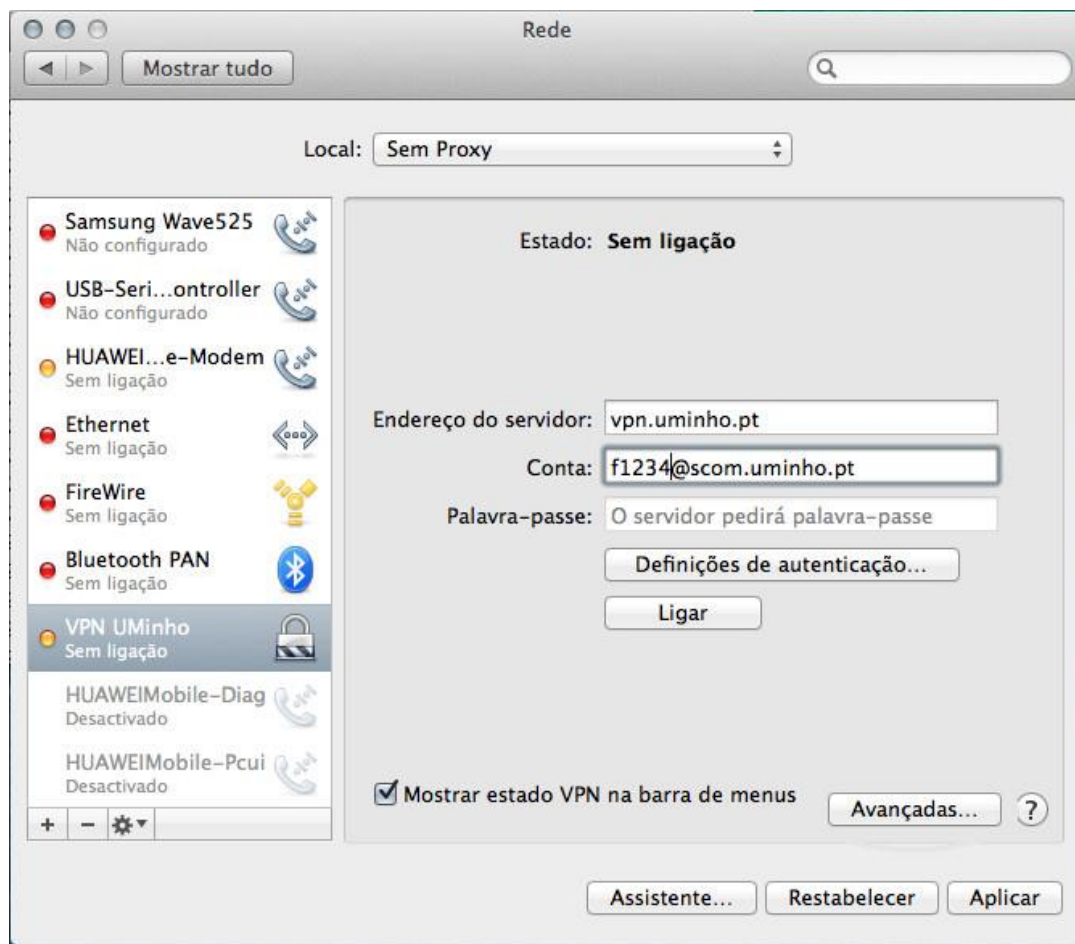 Rede
Mostrar tudo
Local: Sem Proxy
Samsung Wave525
Não configurado
USB-Seri...ontroller
Não configurado
HUAWEI...e-Modem
Sem ligação
Ethernet
Sem ligação
FireWire
Sem ligação
Bluetooth PAN
Sem ligação
VPN UMinho
Sem ligação
HUAWEIMobile-Diag
Desactivado
HUAWEIMobile-Pcui
Desactivado
+ −
Estado: Sem ligação
Endereço do servidor: vpn.uminho.pt
Conta: f1234@scom.uminho.pt
Palavra-passe: O servidor pedirá palavra-passe
Definições de autenticação...
Ligar
Mostrar estado VPN na barra de menus
Avançadas... ?
Assistente... Restabelecer Aplicar